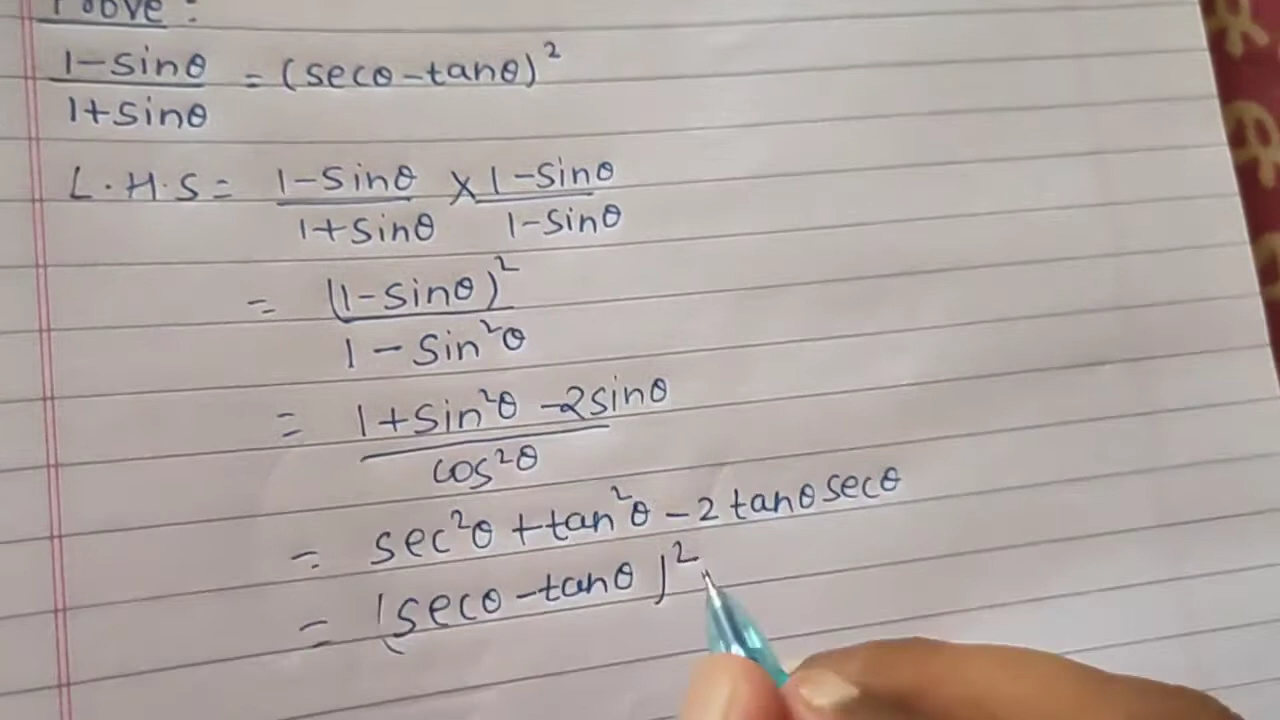 1-sinθ / 1+sinθ = (secθ-tanθ)²
L.H.S = 1-sinθ / 1+sinθ × 1-sinθ / 1-sinθ
= (1-sinθ)² / 1-sin²θ
= 1+sin²θ -2sinθ / cos²θ
= sec²θ +tan²θ -2 tanθ secθ
= (secθ -tanθ)²